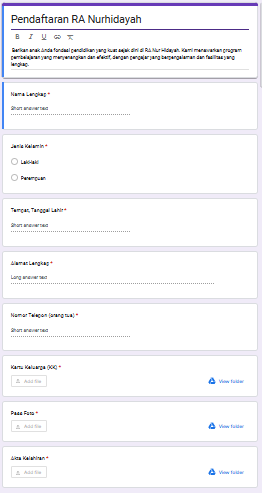 Pendaftaran RA Nurhidayah
B I U
Berikan anak Anda fondasi pendidikan yang kuat sejak dini di RA Nur Hidayah. Kami menawarkan program
pembelajaran yang menyenangkan dan efektif, dengan pengajar yang berpengalaman dan fasilitas yang
lengkap.
Nama Lengkap *
Short answer text
Jenis Kelamin *
Laki-laki
Perempuan
Tempat, Tanggal Lahir *
Short answer text
Alamat Lengkap *
Long answer text
Nomor Telepon (orang tua) *
Short answer text
Kartu Keluarga (KK) *
Add file
View folder
Pass Foto *
Add file
View folder
Akta Kelahiran *
Add file
View folder